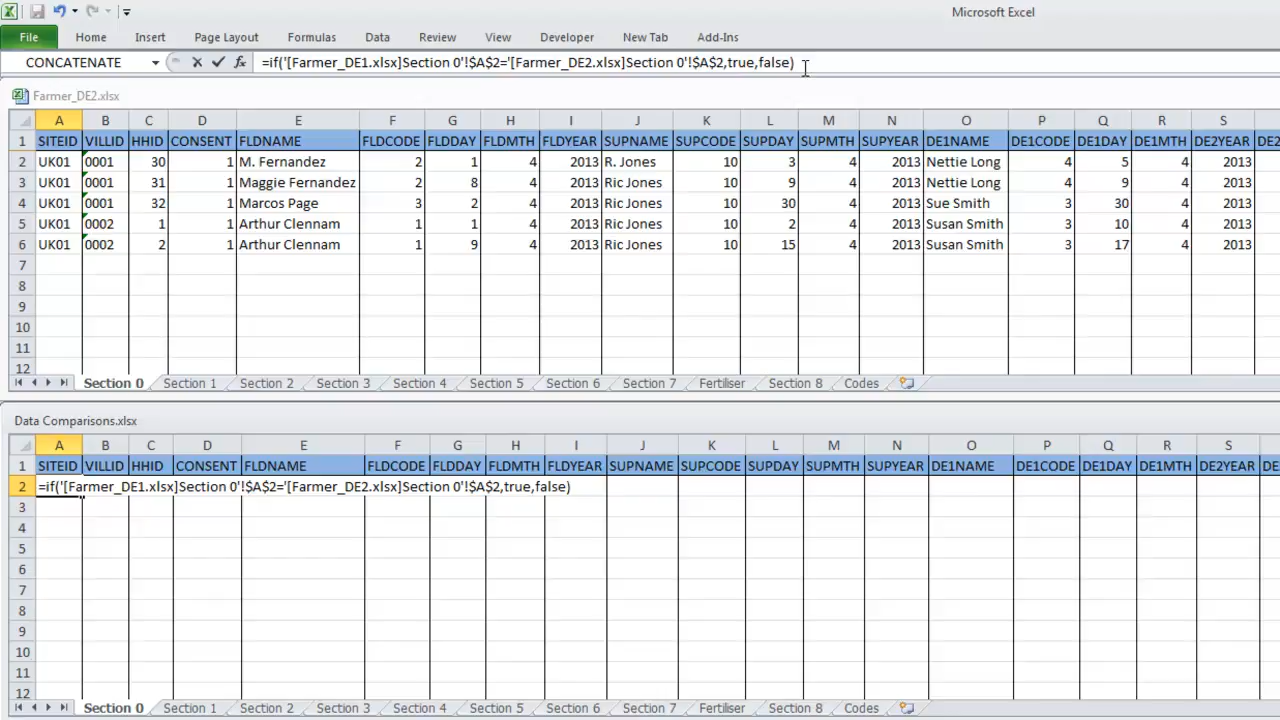 Microsoft Excel
File Home Insert Page Layout Formulas Data Review View Developer New Tab Add-Ins
CONCATENATE fx =if('[Farmer_DE1.xlsx]Section 0'!$A$2='[Farmer_DE2.xlsx]Section 0'!$A$2,true,false)
Farmer_DE2.xlsx
A B C D E F G H I J K L M N O P Q R S
1 SITEID VILLID HHID CONSENT FLDNAME FLDCODE FLDDAY FLDMTH FLDYEAR SUPNAME SUPCODE SUPDAY SUPMTH SUPYEAR DE1NAME DE1CODE DE1DAY DE1MTH DE2YEAR DE2
2 UK01 0001 30 1 M. Fernandez 2 1 4 2013 R. Jones 10 3 4 2013 Nettie Long 4 5 4 2013
3 UK01 0001 31 1 Maggie Fernandez 2 8 4 2013 Ric Jones 10 9 4 2013 Nettie Long 4 9 4 2013
4 UK01 0001 32 1 Marcos Page 3 2 4 2013 Ric Jones 10 30 4 2013 Sue Smith 3 30 4 2013
5 UK01 0002 1 1 Arthur Clennam 1 1 4 2013 Ric Jones 10 2 4 2013 Susan Smith 3 10 4 2013
6 UK01 0002 2 1 Arthur Clennam 1 9 4 2013 Ric Jones 10 15 4 2013 Susan Smith 3 17 4 2013
7
8
9
10
11
12
Section 0 Section 1 Section 2 Section 3 Section 4 Section 5 Section 6 Section 7 Fertiliser Section 8 Codes
Data Comparisons.xlsx
A B C D E F G H I J K L M N O P Q R S
1 SITEID VILLID HHID CONSENT FLDNAME FLDCODE FLDDAY FLDMTH FLDYEAR SUPNAME SUPCODE SUPDAY SUPMTH SUPYEAR DE1NAME DE1CODE DE1DAY DE1MTH DE2YEAR
2 =if('[Farmer_DE1.xlsx]Section 0'!$A$2='[Farmer_DE2.xlsx]Section 0'!$A$2,true,false)
3
4
5
6
7
8
9
10
11
12
Section 0 Section 1 Section 2 Section 3 Section 4 Section 5 Section 6 Section 7 Fertiliser Section 8 Codes